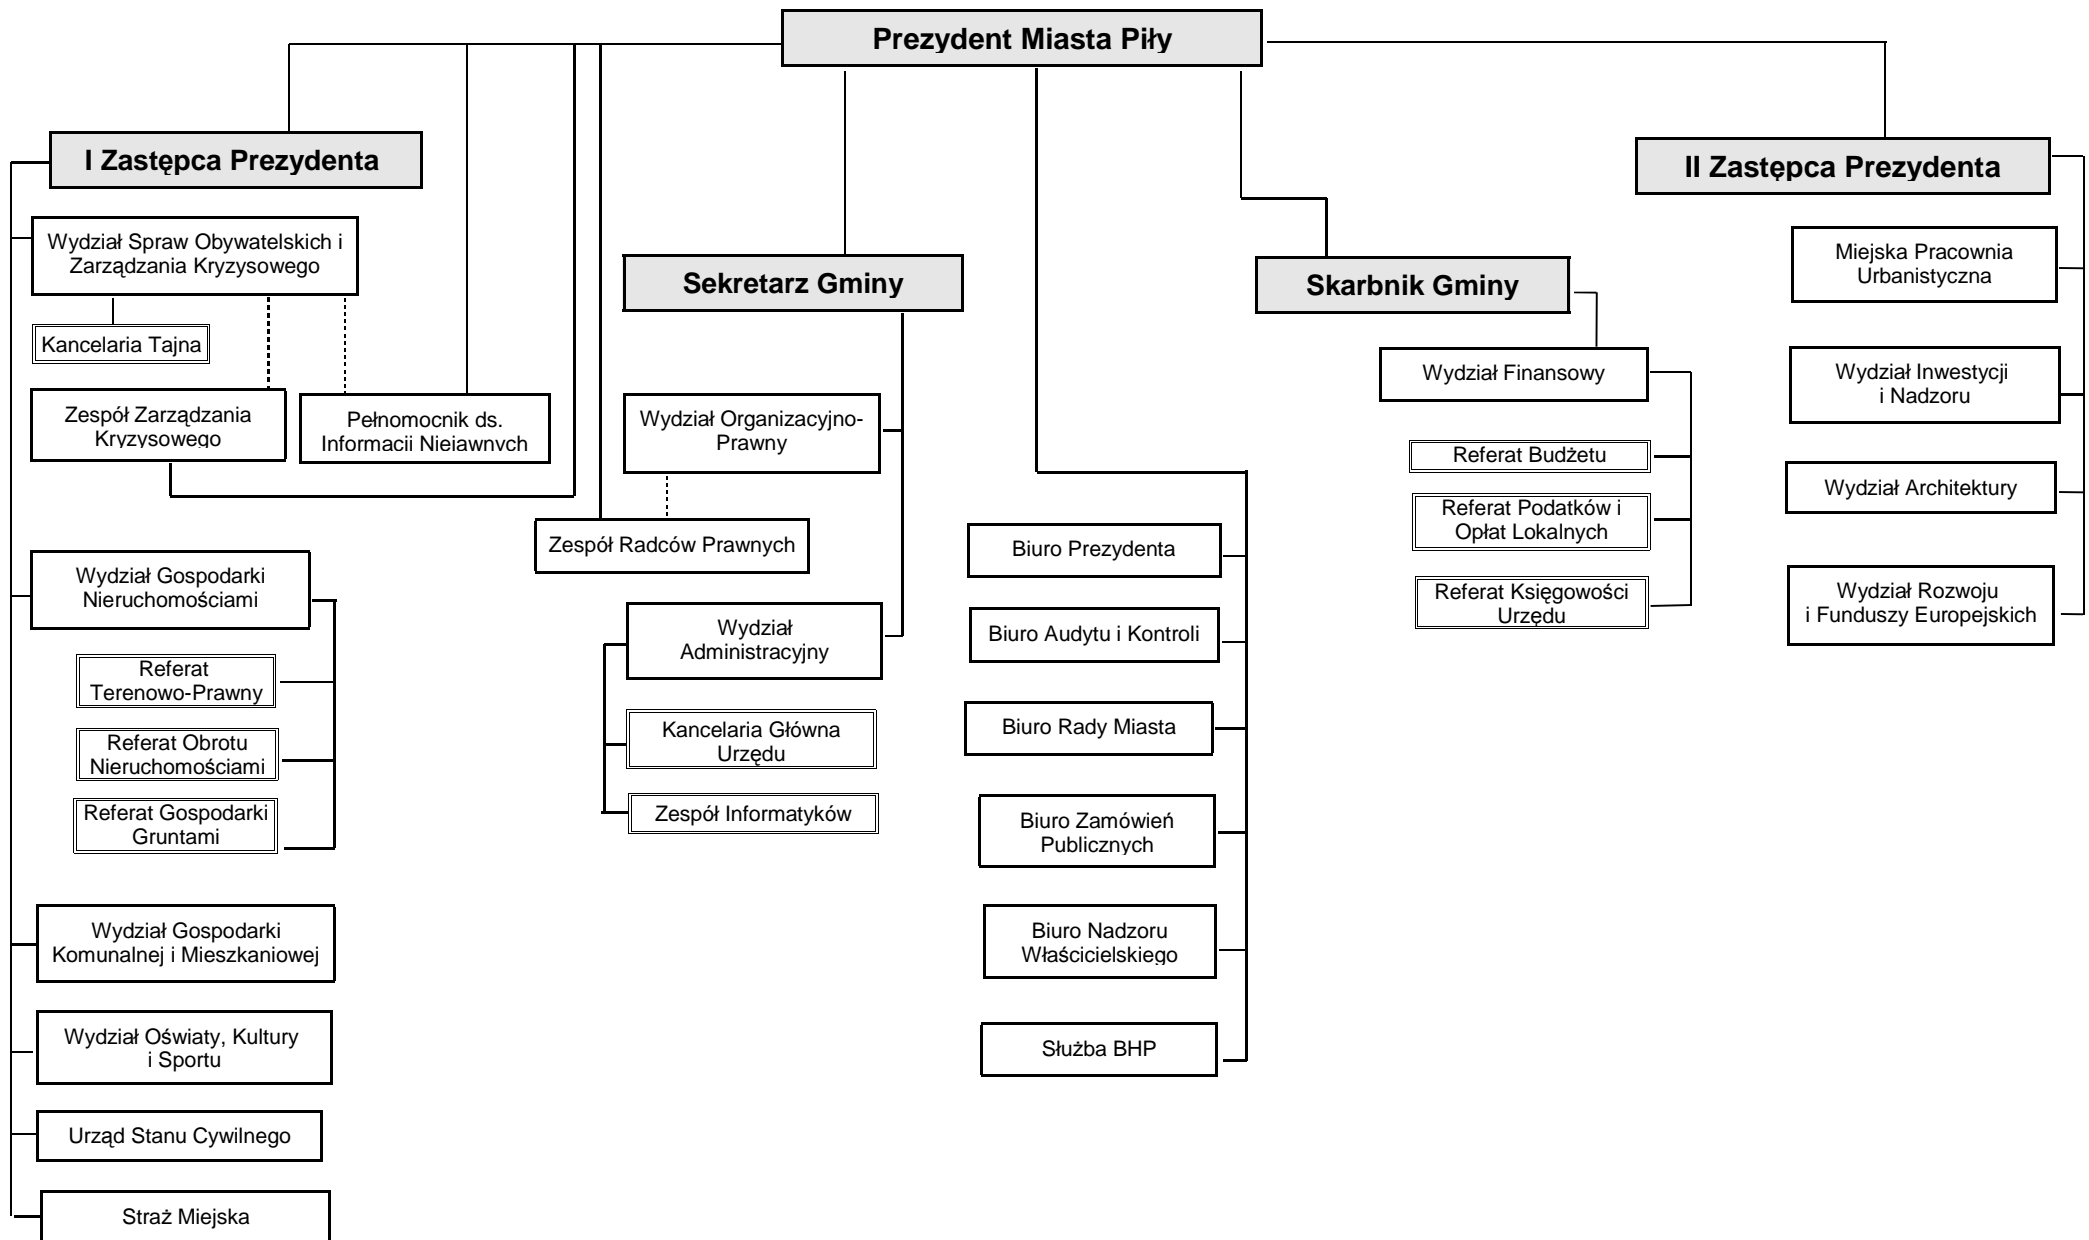 Prezydent Miasta Piły
I Zastępca Prezydenta
Wydział Spraw Obywatelskich i
Zarządzania Kryzysowego
Kancelaria Tajna
Zespół Zarządzania
Kryzysowego
Pełnomocnik ds.
Informacji Niejawnych
Wydział Gospodarki
Nieruchomościami
Referat
Terenowo-Prawny
Referat Obrotu
Nieruchomościami
Referat Gospodarki
Gruntami
Wydział Gospodarki
Komunalnej i Mieszkaniowej
Wydział Oświaty, Kultury
i Sportu
Urząd Stanu Cywilnego
Straż Miejska
Sekretarz Gminy
Wydział Organizacyjno-
Prawny
Zespół Radców Prawnych
Wydział
Administracyjny
Kancelaria Główna
Urzędu
Zespół Informatyków
Biuro Prezydenta
Biuro Audytu i Kontroli
Biuro Rady Miasta
Biuro Zamówień
Publicznych
Biuro Nadzoru
Właścicielskiego
Służba BHP
Skarbnik Gminy
Wydział Finansowy
Referat Budżetu
Referat Podatków i
Opłat Lokalnych
Referat Księgowości
Urzędu
II Zastępca Prezydenta
Miejska Pracownia
Urbanistyczna
Wydział Inwestycji
i Nadzoru
Wydział Architektury
Wydział Rozwoju
i Funduszy Europejskich